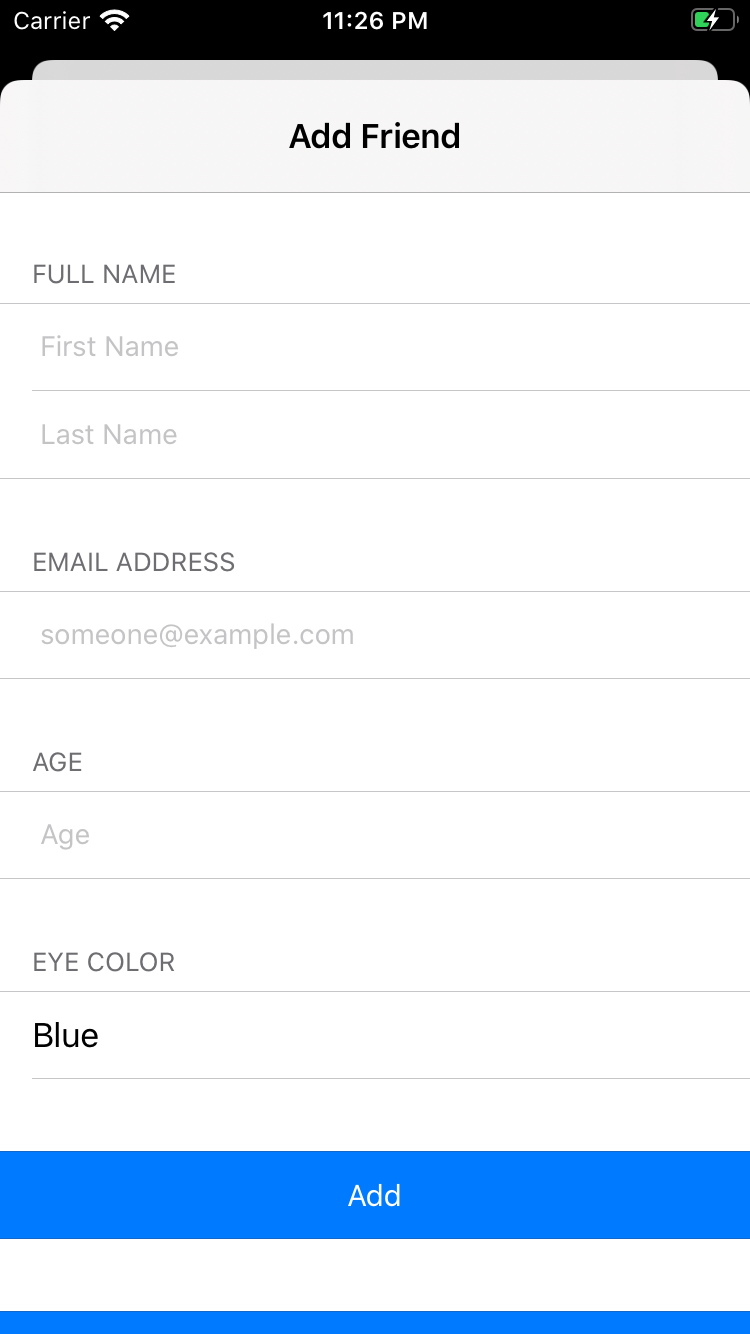 Carrier 11:26 PM
Add Friend
FULL NAME
First Name
Last Name
EMAIL ADDRESS
someone@example.com
AGE
Age
EYE COLOR
Blue
Add